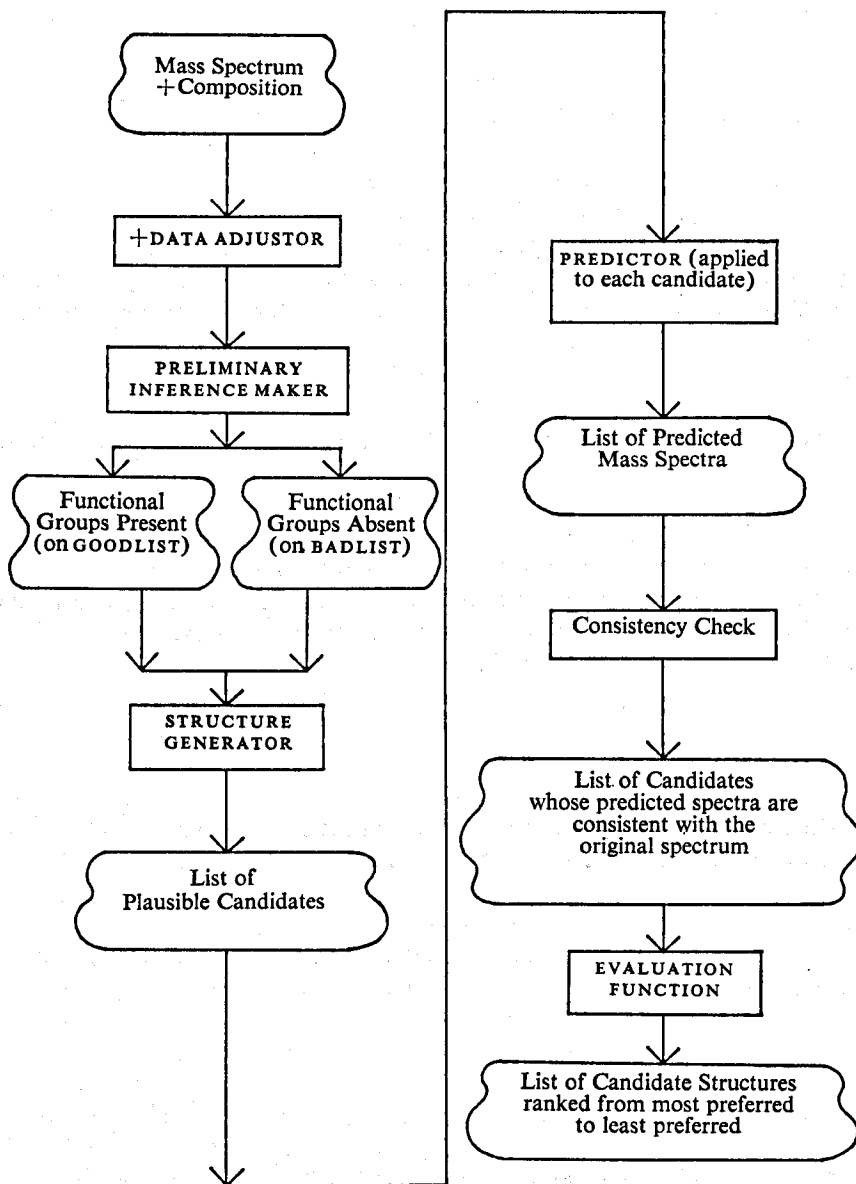 Mass Spectrum
+Composition
+DATA ADJUSTOR
PRELIMINARY
INFERENCE MAKER
Functional
Groups Present
(on GOODLIST)
Functional
Groups Absent
(on BADLIST)
STRUCTURE
GENERATOR
List of
Plausible Candidates
PREDICTOR (applied
to each candidate)
List of Predicted
Mass Spectra
Consistency Check
List of Candidates
whose predicted spectra are
consistent with the
original spectrum
EVALUATION
FUNCTION
List of Candidate Structures
ranked from most preferred
to least preferred